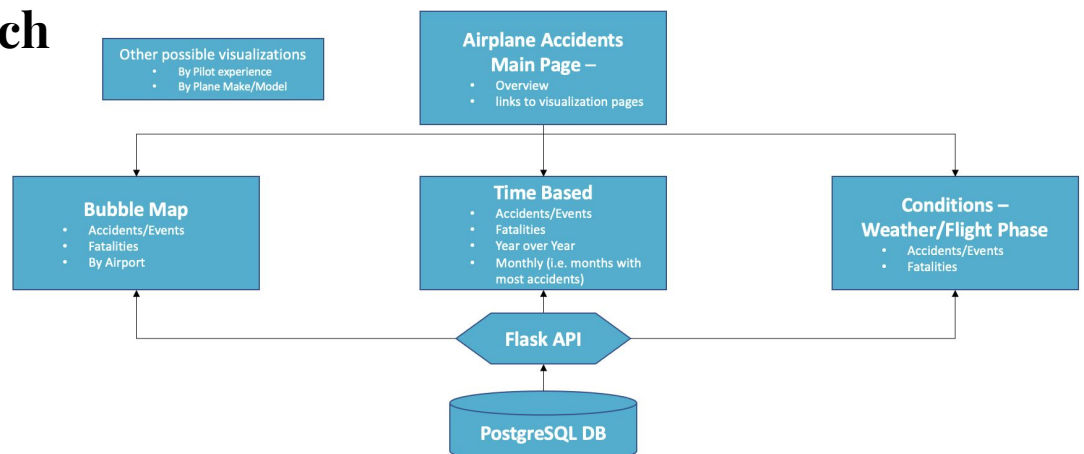 ch
Other possible visualizations
• By Pilot experience
• By Plane Make/Model
Airplane Accidents
Main Page –
• Overview
• links to visualization pages
Bubble Map
• Accidents/Events
• Fatalities
• By Airport
Time Based
• Accidents/Events
• Fatalities
• Year over Year
• Monthly (i.e. months with
most accidents)
Conditions –
Weather/Flight Phase
• Accidents/Events
• Fatalities
Flask API
PostgreSQL DB